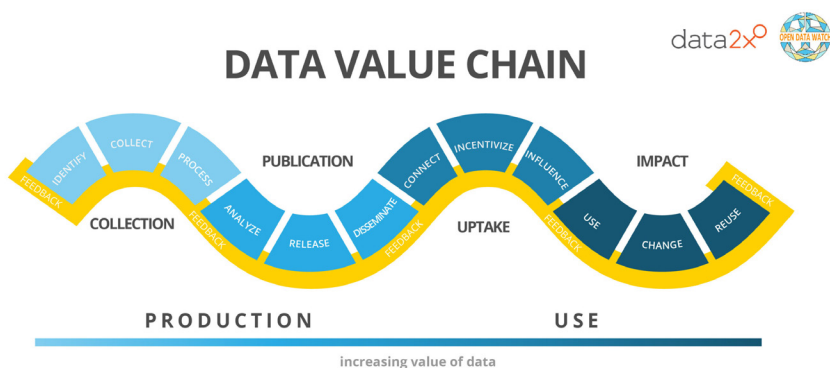 data2x
OPEN DATA WATCH
DATA VALUE CHAIN
FEEDBACK
IDENTIFY
COLLECT
PROCESS
COLLECTION
FEEDBACK
PUBLICATION
ANALYZE
RELEASE
DISSEMINATE
FEEDBACK
CONNECT
INCENTIVIZE
INFLUENCE
UPTAKE
FEEDBACK
IMPACT
USE
CHANGE
REUSE
FEEDBACK
PRODUCTION
USE
increasing value of data